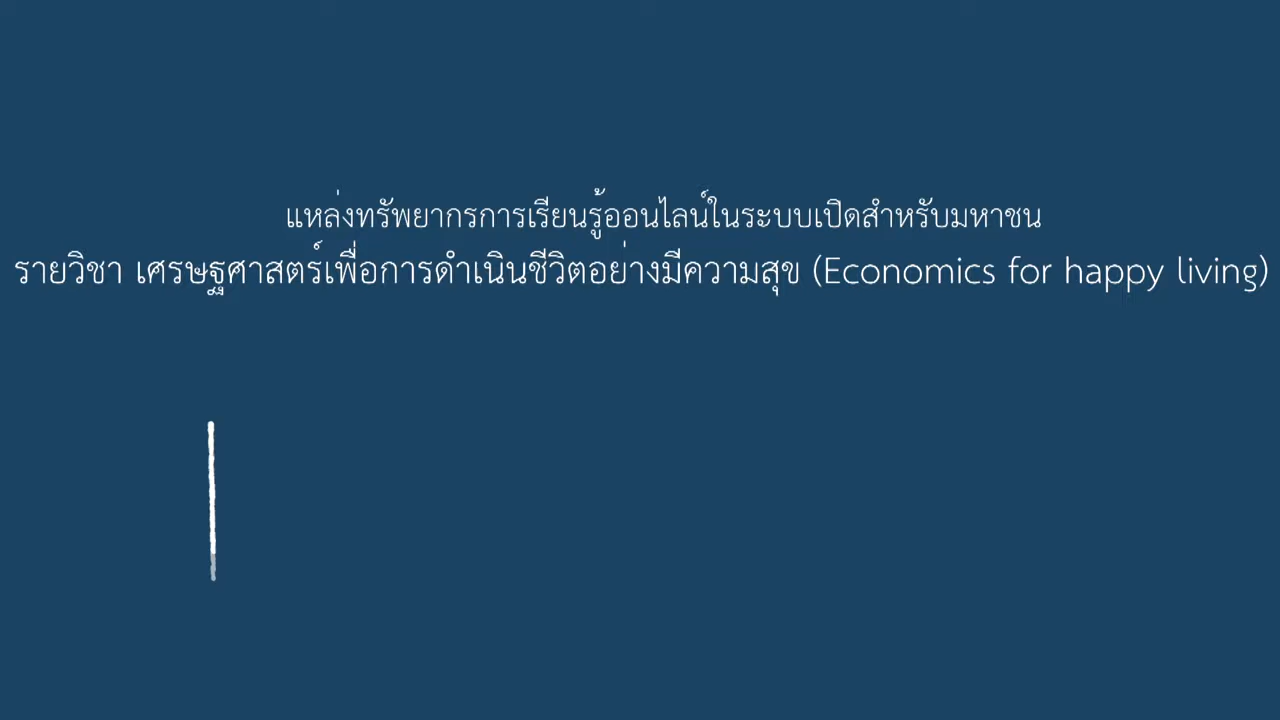 แหล่งทรัพยากรการเรียนรู้ออนไลน์ในระบบเปิดสำหรับมหาชน
รายวิชา เศรษฐศาสตร์เพื่อการดำเนินชีวิตอย่างมีความสุข (Economics for happy living)